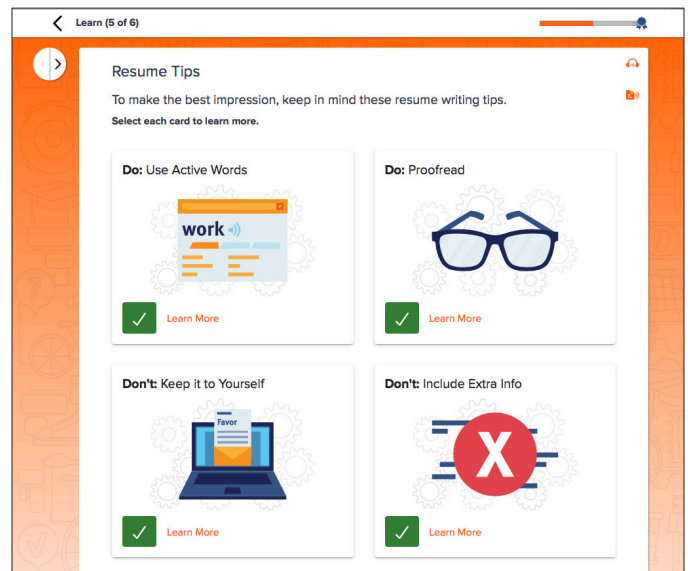 Learn (5 of 6)
Resume Tips
To make the best impression, keep in mind these resume writing tips.
Select each card to learn more.
Do: Use Active Words
Do: Proofread
work
Learn More
Learn More
Don't: Keep it to Yourself
Don't: Include Extra Info
Favor
X
Learn More
Learn More